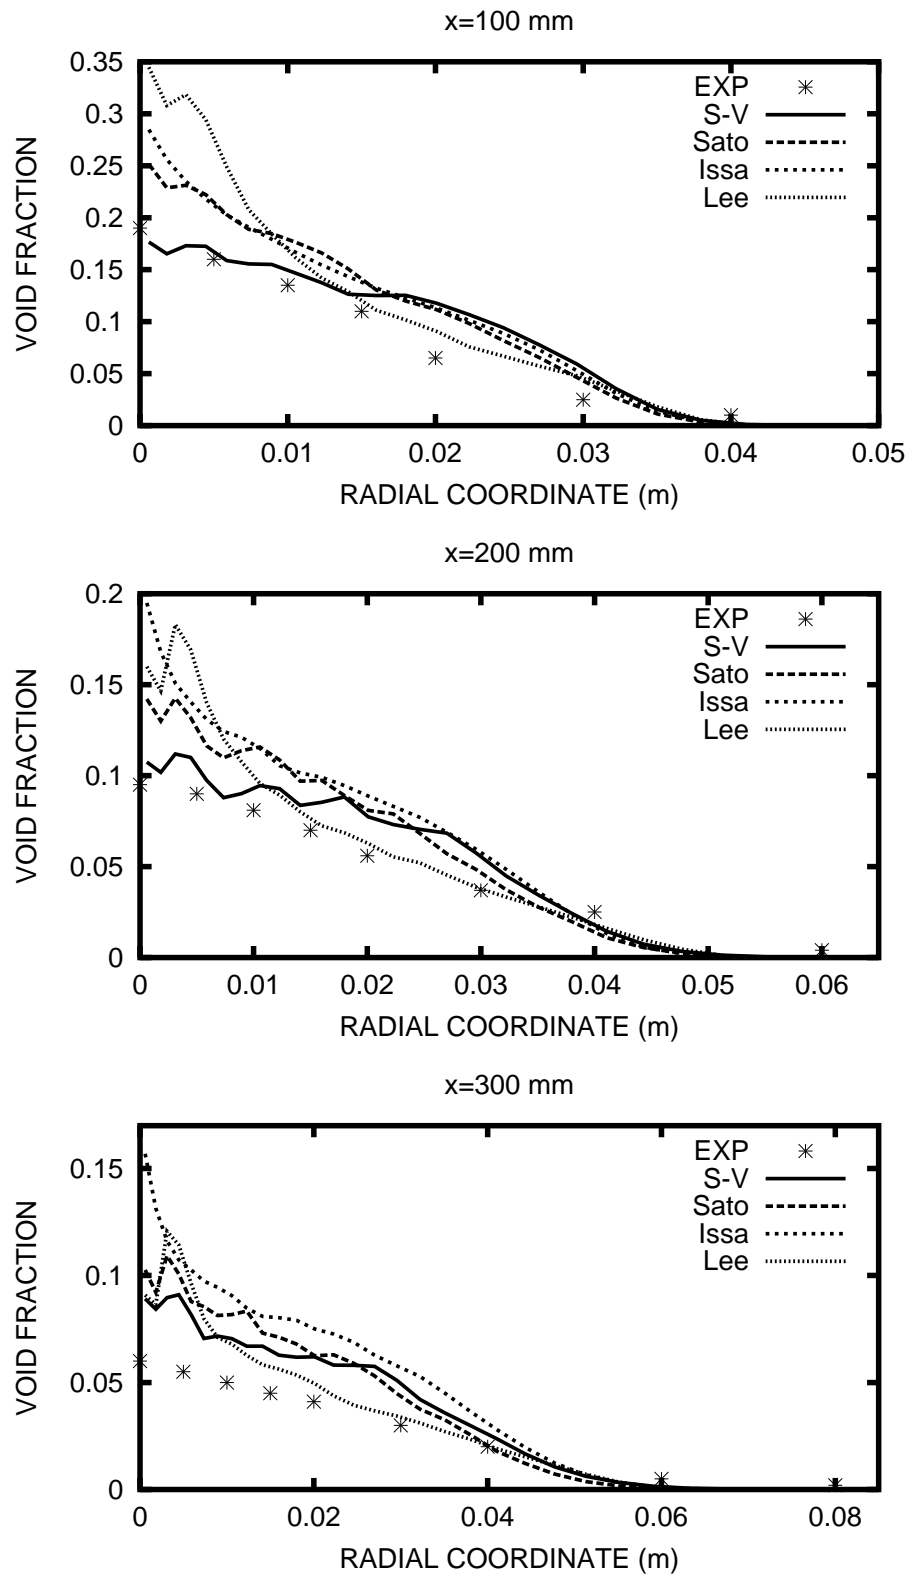 x=100 mm
0.35
0.3
0.25
0.2
0.15
0.1
0.05
0
VOID FRACTION
EXP
S-V
Sato
Issa
Lee
0 0.01 0.02 0.03 0.04 0.05
RADIAL COORDINATE (m)
x=200 mm
0.2
0.15
0.1
0.05
0
VOID FRACTION
EXP
S-V
Sato
Issa
Lee
0 0.01 0.02 0.03 0.04 0.05 0.06
RADIAL COORDINATE (m)
x=300 mm
0.15
0.1
0.05
0
VOID FRACTION
EXP
S-V
Sato
Issa
Lee
0 0.02 0.04 0.06 0.08
RADIAL COORDINATE (m)